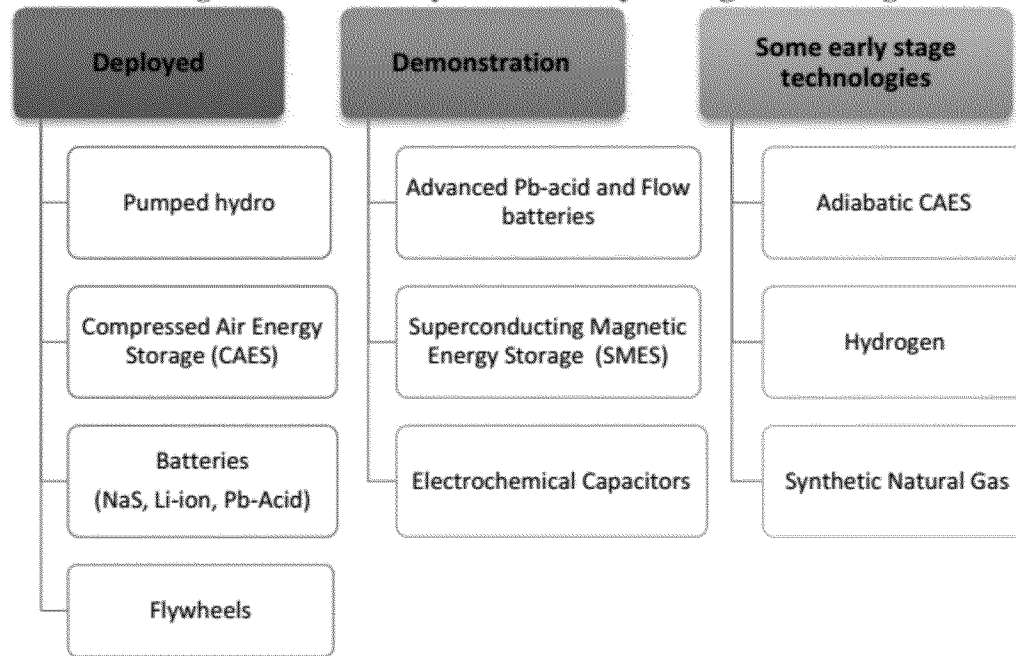 Deployed
Pumped hydro
Compressed Air Energy
Storage (CAES)
Batteries
(NaS, Li-ion, Pb-Acid)
Flywheels
Demonstration
Advanced Pb-acid and Flow
batteries
Superconducting Magnetic
Energy Storage (SMES)
Electrochemical Capacitors
Some early stage
technologies
Adiabatic CAES
Hydrogen
Synthetic Natural Gas